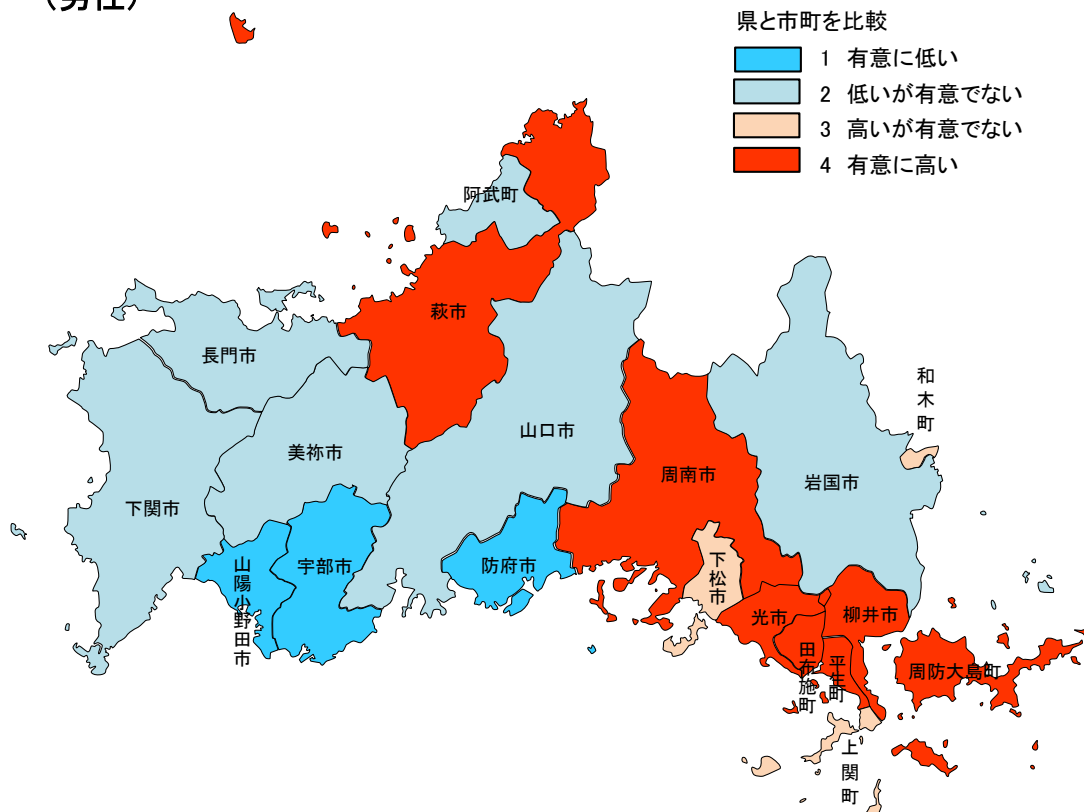 （男性）
県と市町を比較
1 有意に低い
2 低いが有意でない
3 高いが有意でない
4 有意に高い
阿武町
萩市
長門市
和木町
山口市
美祢市
周南市
岩国市
下関市
山陽小野田市
宇部市
防府市
下松市
光市
柳井市
田布施町
平生町
周防大島町
上関町